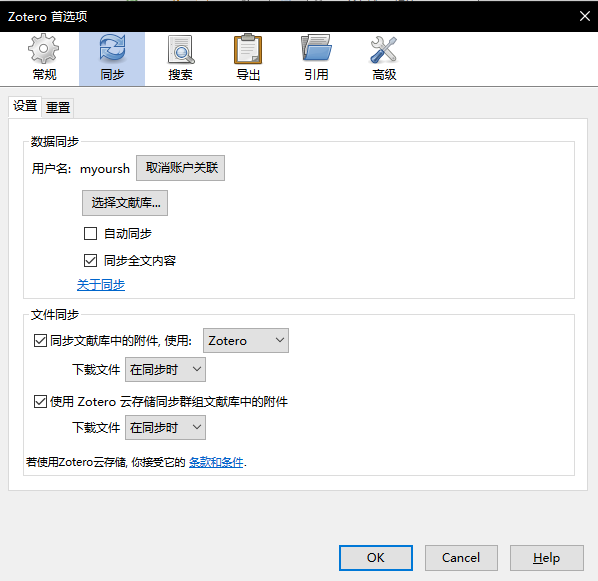 Zotero 首选项
常规 同步 搜索 导出 引用 高级
设置 重置
数据同步
用户名: myoursh 取消账户关联
选择文献库...
自动同步
同步全文内容
关于同步
文件同步
同步文献库中的附件, 使用: Zotero
下载文件 在同步时
使用 Zotero 云存储同步群组文献库中的附件
下载文件 在同步时
若使用Zotero云存储, 你接受它的 条款和条件.
OK Cancel Help